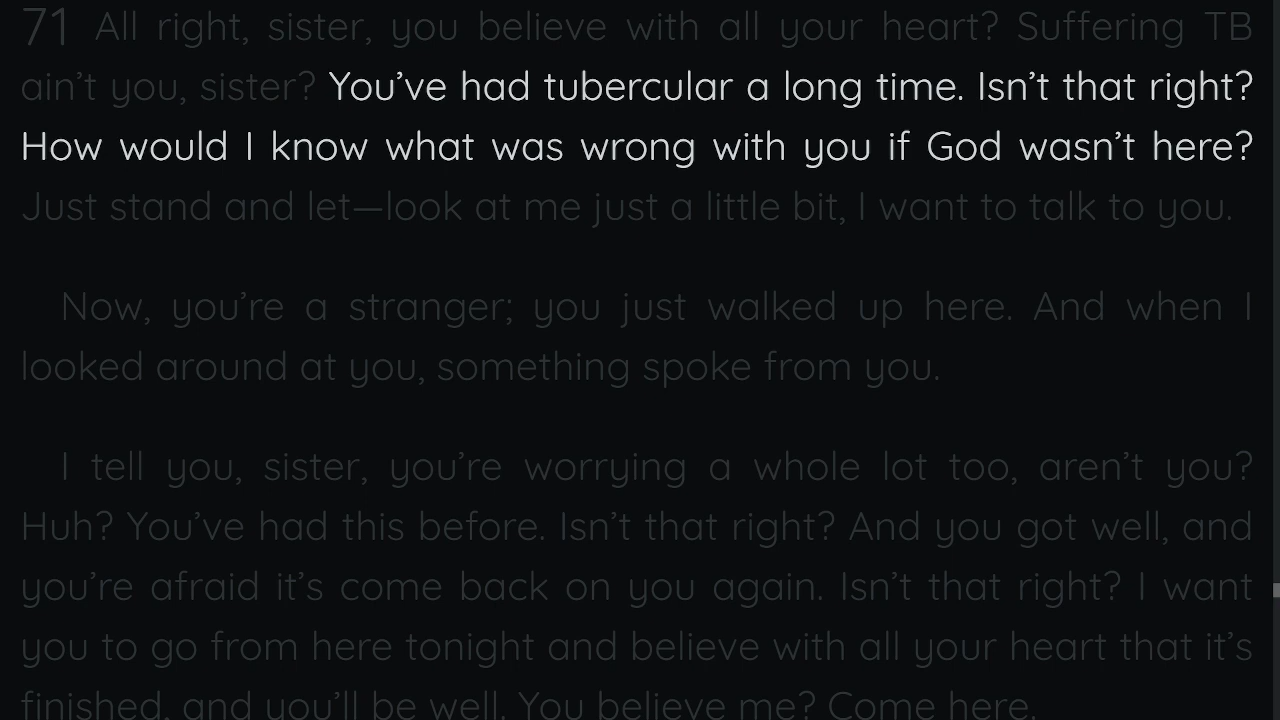 71 All right, sister, you believe with all your heart? Suffering TB
ain’t you, sister? You’ve had tubercular a long time. Isn’t that right?
How would I know what was wrong with you if God wasn’t here?
Just stand and let—look at me just a little bit, I want to talk to you.
Now, you’re a stranger; you just walked up here. And when I
looked around at you, something spoke from you.
I tell you, sister, you’re worrying a whole lot too, aren’t you?
Huh? You’ve had this before. Isn’t that right? And you got well, and
you’re afraid it’s come back on you again. Isn’t that right? I want
you to go from here tonight and believe with all your heart that it’s
finished, and you’ll be well. You believe me? Come here.